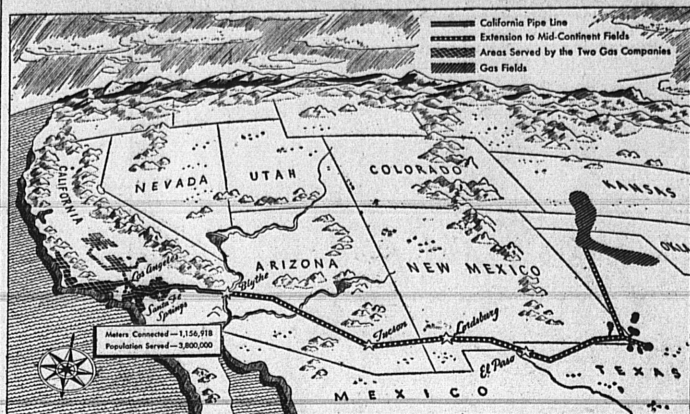 California Pipe Line
Extension to Mid-Continent Fields
Areas Served by the Two Gas Companies
Gas Fields
CALIFORNIA
NEVADA
UTAH
COLORADO
KANSAS
OKLA
Los Angeles
Santa Fe
Springs
Blythe
ARIZONA
NEW MEXICO
Meters Connected—1,156,918
Population Served—3,800,000
Tucson
Lordsburg
El Paso
TEXAS
MEXICO